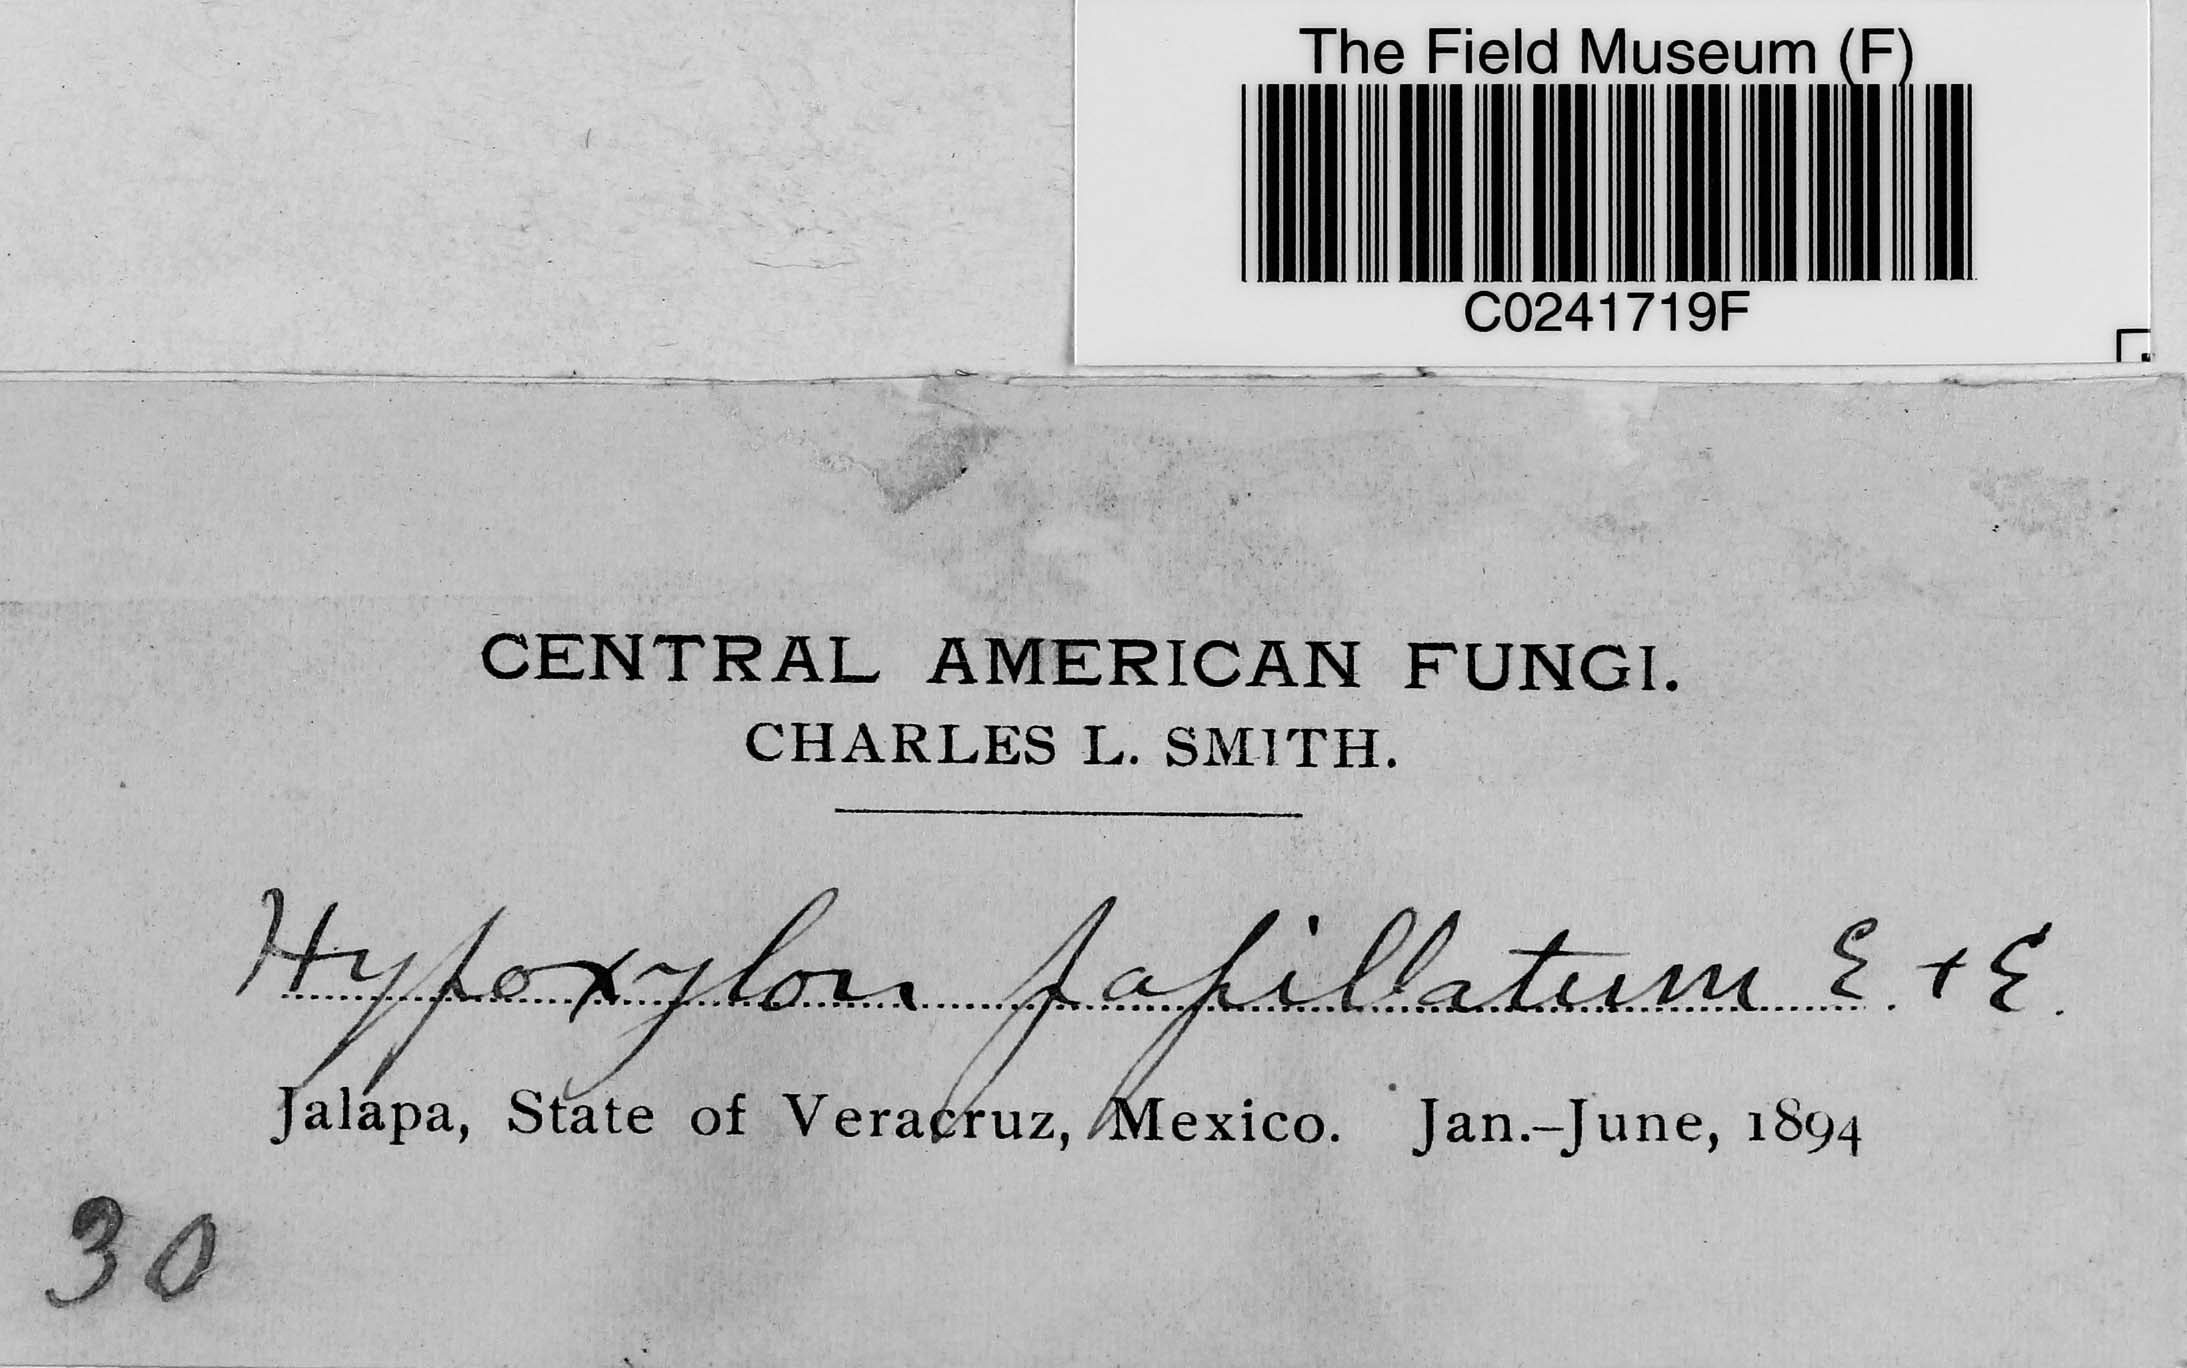 The Field Museum (F)
C0241719F
CENTRAL AMERICAN FUNGI.
CHARLES L. SMITH.
Hypoxylon papillatum E. + E.
Jalapa, State of Veracruz, Mexico. Jan.–June, 1894
30